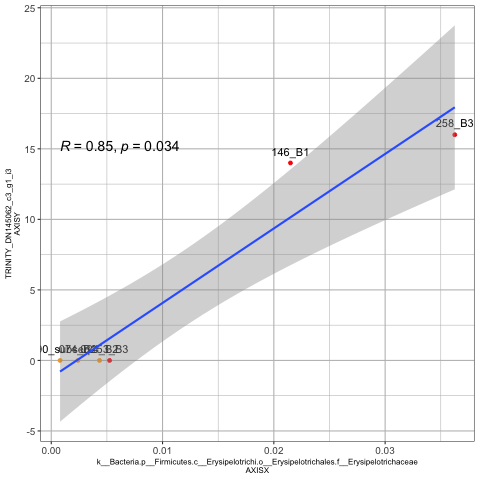 25
20
15
10
5
0
-5
R = 0.85, p = 0.034
146_B1
258_B3
TRINITY_DN145062_c3_g1_i3
AXISY
0.00
0.01
0.02
0.03
k__Bacteria.p__Firmicutes.c__Erysipelotrichi.o__Erysipelotrichales.f__Erysipelotrichaceae
AXISX